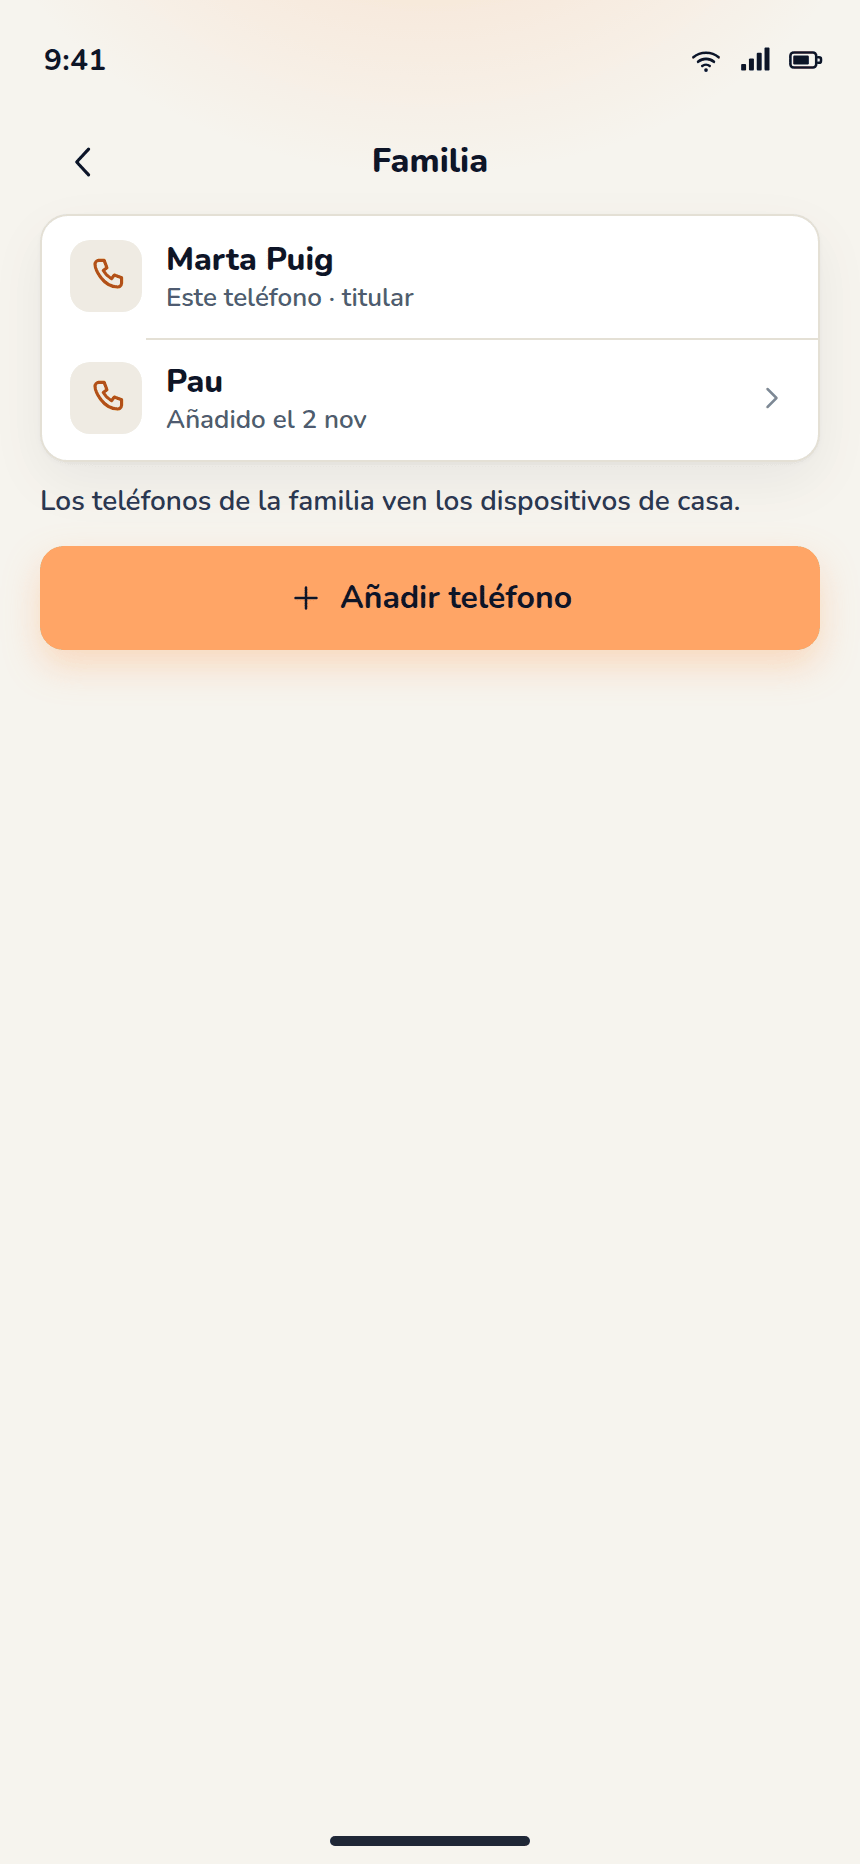 9:41
Familia
Marta Puig
Este teléfono · titular
Pau
Añadido el 2 nov
Los teléfonos de la familia ven los dispositivos de casa.
Añadir teléfono